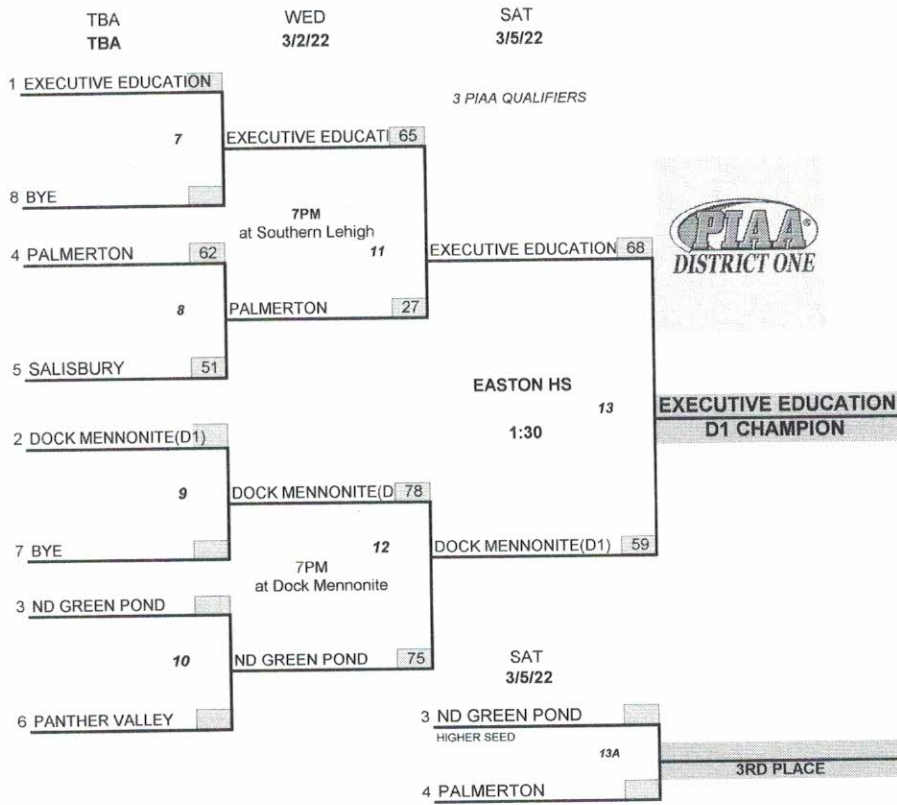 TBA
TBA
WED
3/2/22
SAT
3/5/22
3 PIAA QUALIFIERS
1 EXECUTIVE EDUCATION
7
8 BYE
EXECUTIVE EDUCATI 65
7PM
at Southern Lehigh
11
4 PALMERTON 62
8
5 SALISBURY 51
PALMERTON 27
EXECUTIVE EDUCATION 68
PIAA®
DISTRICT ONE
EASTON HS
13
1:30
EXECUTIVE EDUCATION
D1 CHAMPION
2 DOCK MENNONITE(D1)
9
7 BYE
DOCK MENNONITE(D 78
12
7PM
at Dock Mennonite
DOCK MENNONITE(D1) 59
3 ND GREEN POND
10
6 PANTHER VALLEY
ND GREEN POND 75
SAT
3/5/22
3 ND GREEN POND
HIGHER SEED
13A
4 PALMERTON
3RD PLACE